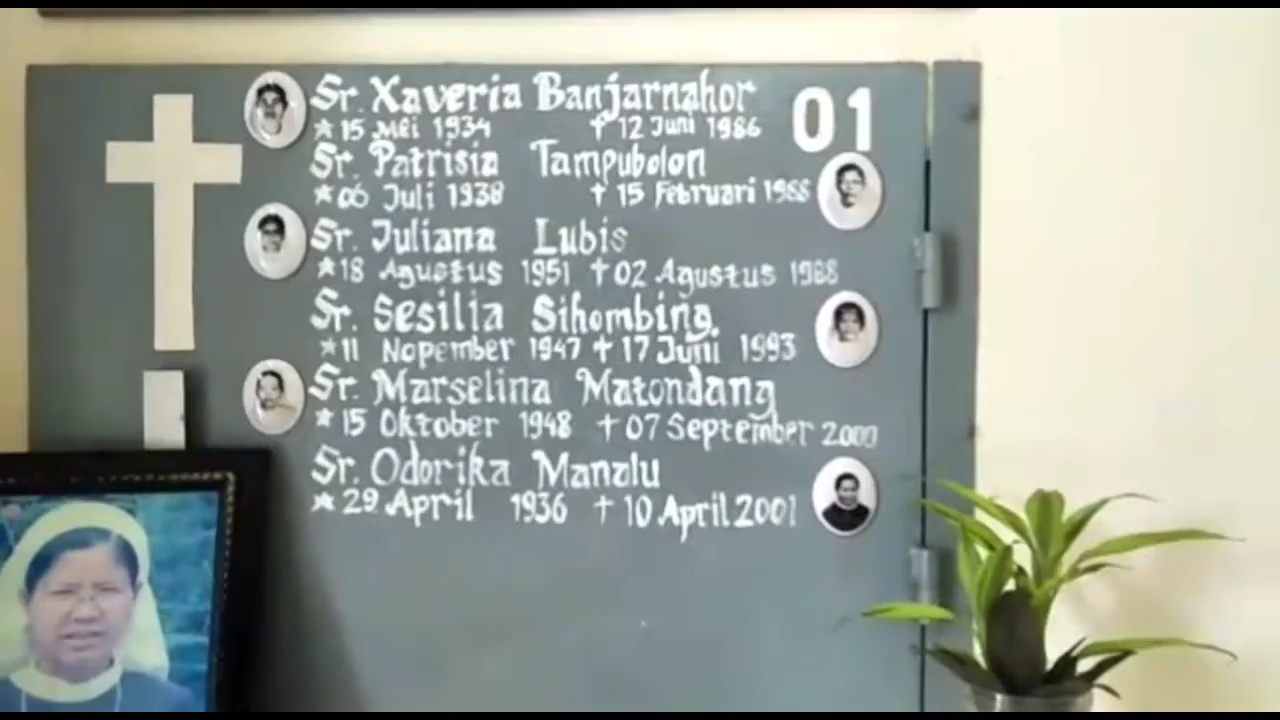 Sr. Xaveria Banjarnahor
★ 15 Mei 1934 † 12 Juni 1986
01
Sr. Patrisia Tampubolon
★ 06 Juli 1938 † 15 Februari 1988
Sr. Juliana Lubis
★ 18 Agustus 1951 † 02 Agustus 1988
Sr. Sesilia Sihombing.
★ 11 Nopember 1947 † 17 Juni 1993
Sr. Marselina Matondang
★ 15 Oktober 1948 † 07 September 2000
Sr. Odorika Manalu
★ 29 April 1936 † 10 April 2001